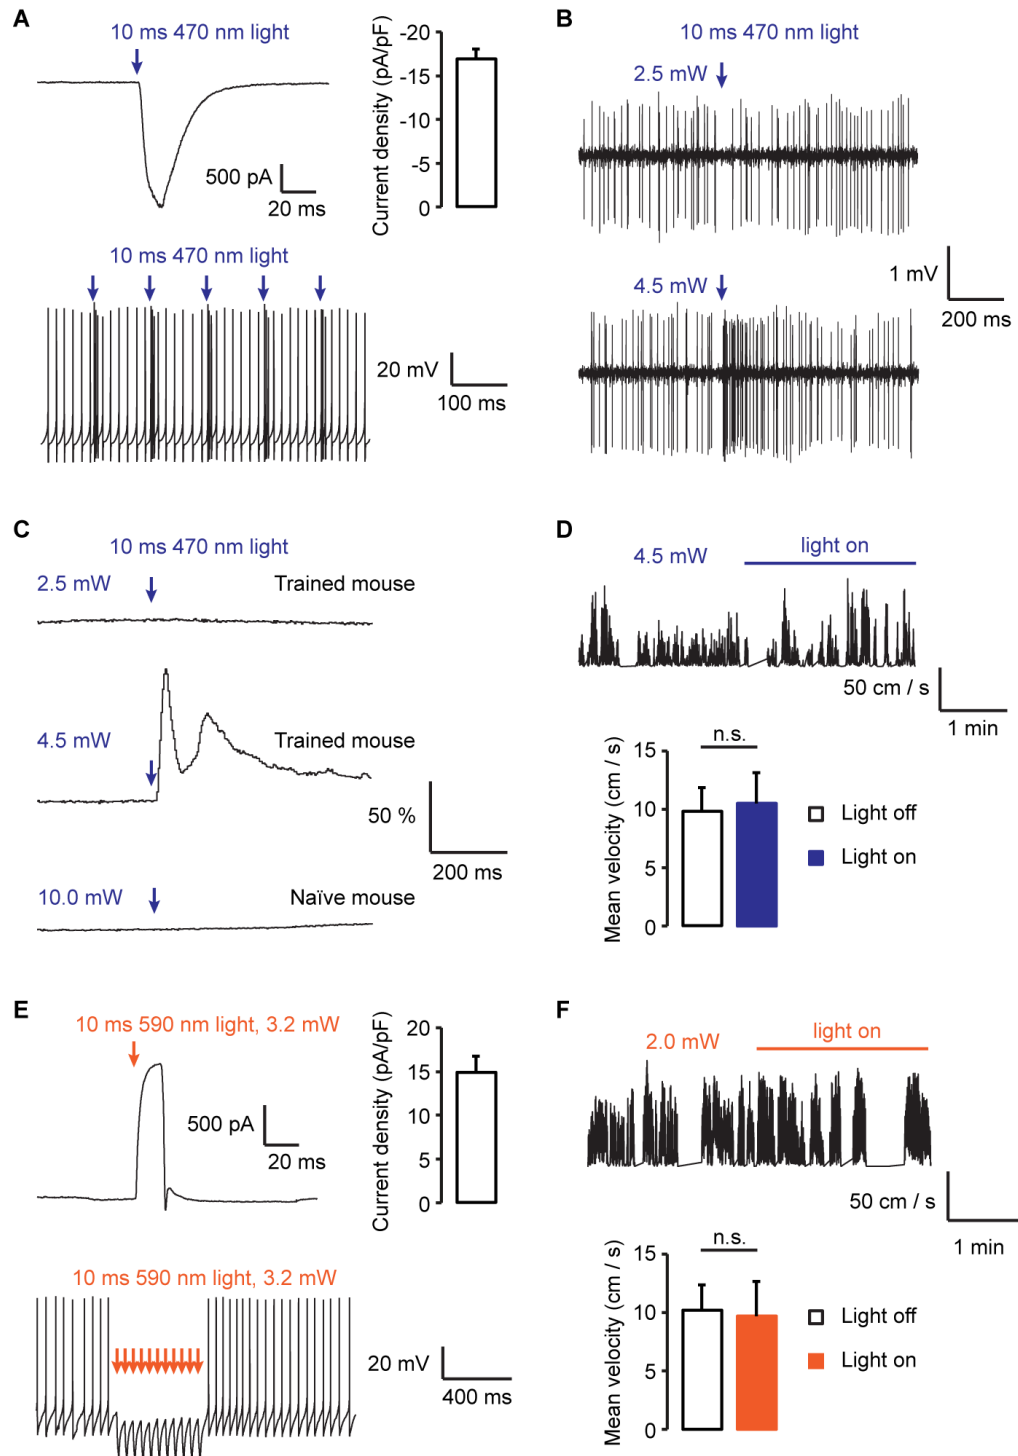 A
10 ms 470 nm light
500 pA
20 ms
Current density (pA/pF)
-20
-15
-10
-5
0
10 ms 470 nm light
20 mV
100 ms
B
10 ms 470 nm light
2.5 mW
4.5 mW
1 mV
200 ms
C
10 ms 470 nm light
2.5 mW
Trained mouse
4.5 mW
Trained mouse
50 %
200 ms
10.0 mW
Naïve mouse
D
4.5 mW
light on
50 cm / s
1 min
Mean velocity (cm / s)
15
10
5
0
n.s.
Light off
Light on
E
10 ms 590 nm light, 3.2 mW
500 pA
20 ms
Current density (pA/pF)
20
15
10
5
0
10 ms 590 nm light, 3.2 mW
20 mV
400 ms
F
2.0 mW
light on
50 cm / s
1 min
Mean velocity (cm / s)
15
10
5
0
n.s.
Light off
Light on